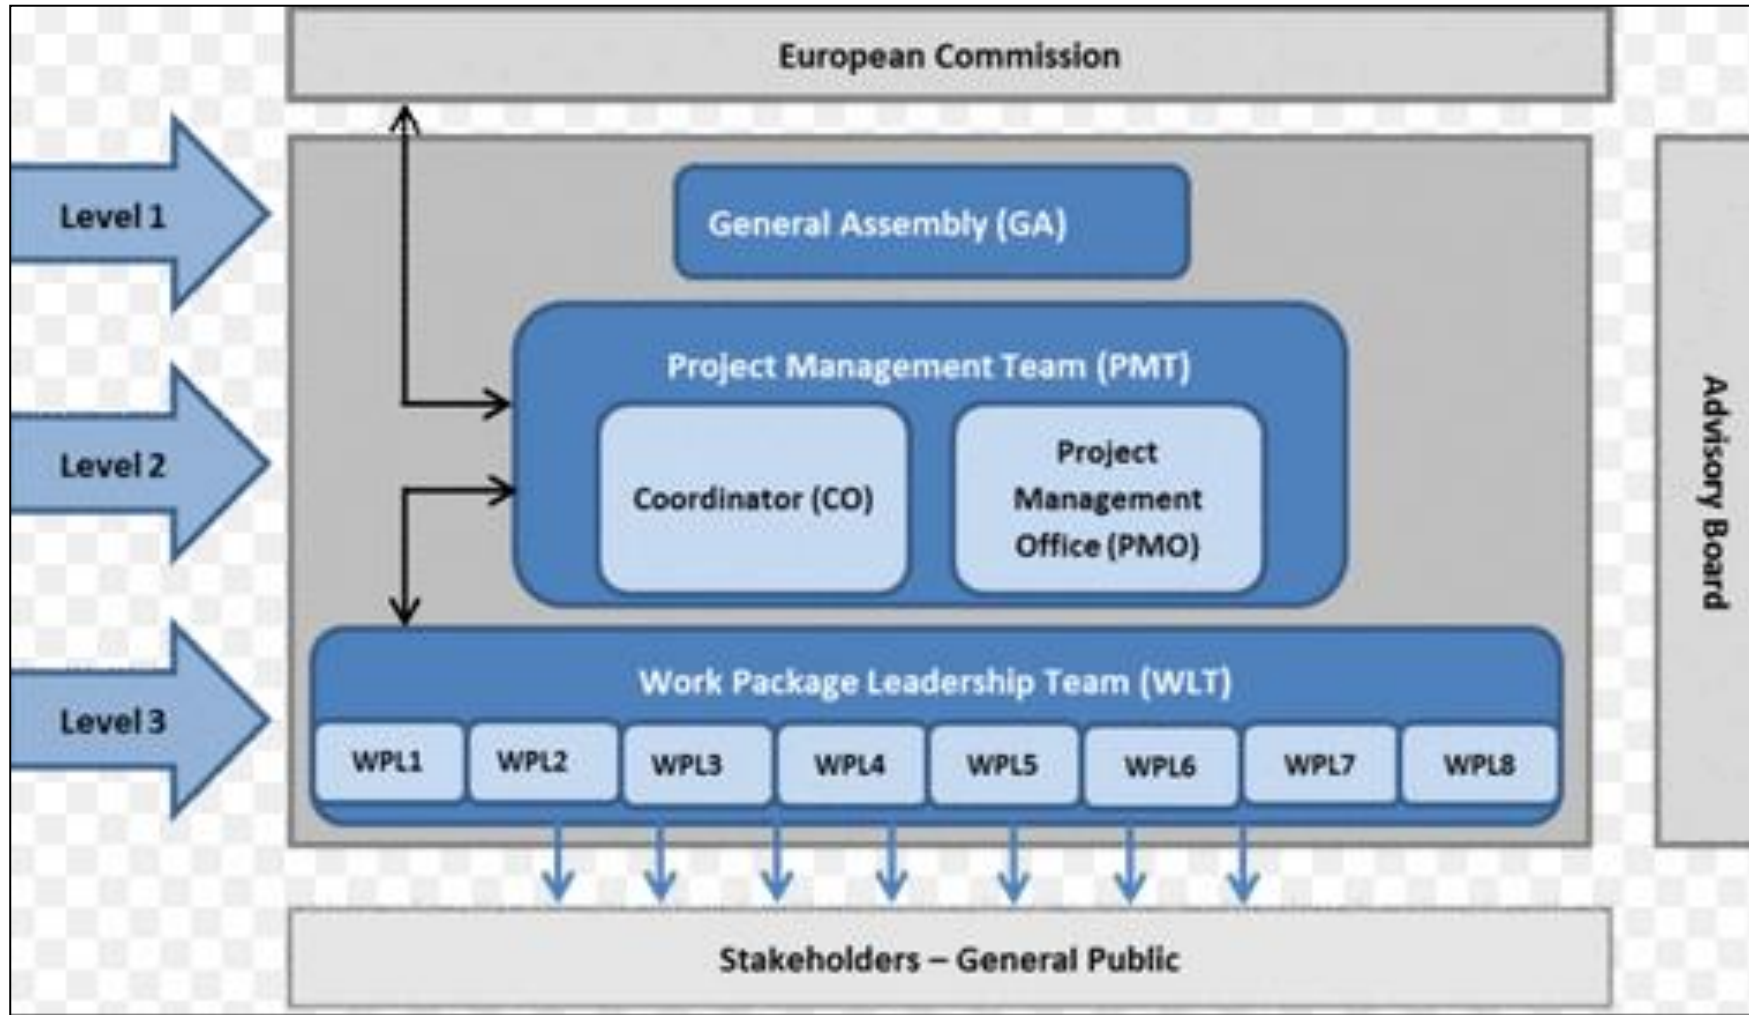 European Commission
Level 1
General Assembly (GA)
Project Management Team (PMT)
Level 2
Coordinator (CO)
Project
Management
Office (PMO)
Advisory Board
Work Package Leadership Team (WLT)
Level 3
WPL1
WPL2
WPL3
WPL4
WPL5
WPL6
WPL7
WPL8
Stakeholders – General Public